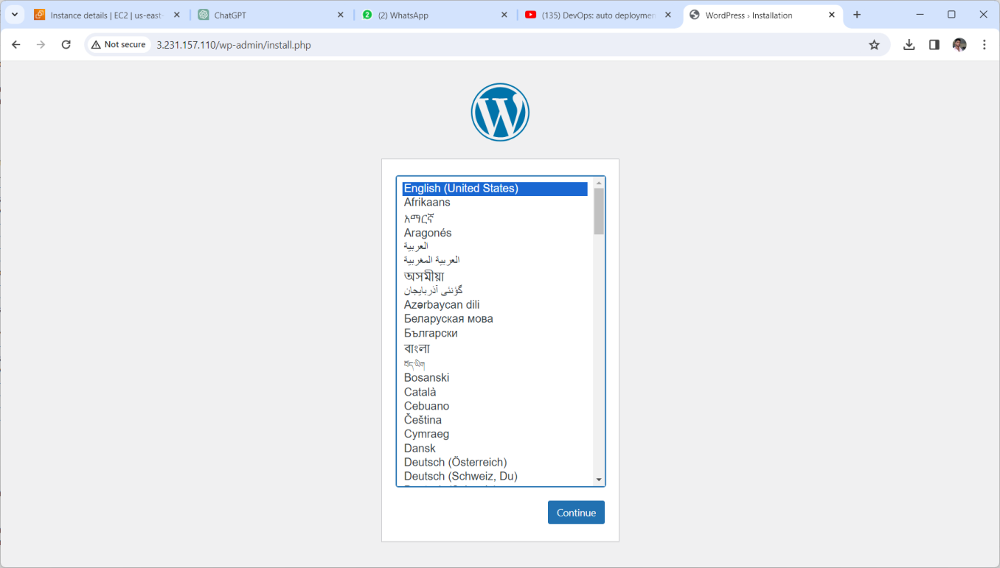 Instance details | EC2 | us-east-
ChatGPT
(2) WhatsApp
(135) DevOps: auto deploymen
WordPress › Installation
Not secure
3.231.157.110/wp-admin/install.php
English (United States)
Afrikaans
አማርኛ
Aragonés
العربية
العربية المغربية
অসমীয়া
گؤنئی آذربایجان
Azərbaycan dili
Беларуская мова
Български
বাংলা
བོད་ཡིག
Bosanski
Català
Cebuano
Čeština
Cymraeg
Dansk
Deutsch (Österreich)
Deutsch (Schweiz, Du)
Continue